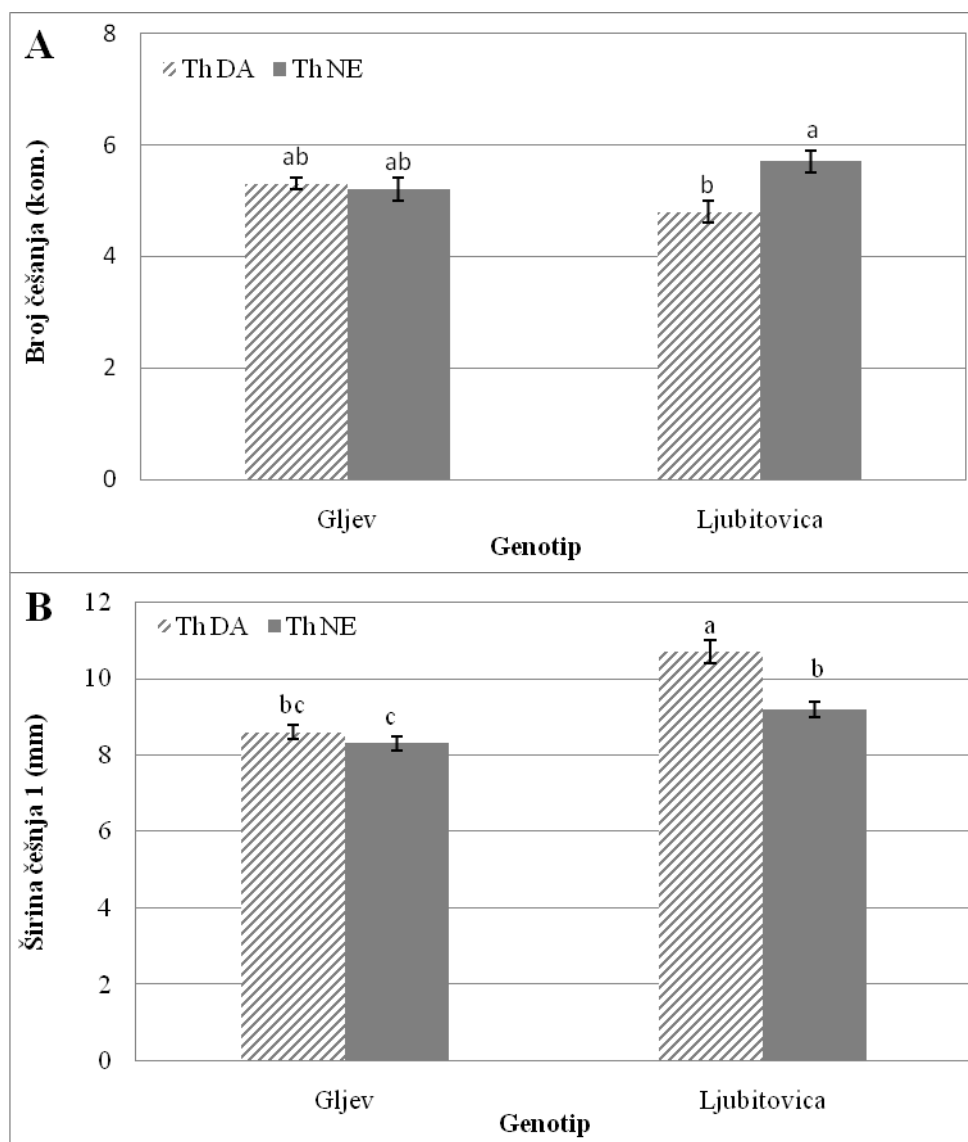 A
Th DA Th NE
Broj češanja (kom.)
8
6
4
2
0
ab
ab
b
a
Gljev
Ljubitovica
Genotip
B
Th DA Th NE
Širina češnja 1 (mm)
12
10
8
6
4
2
0
bc
c
a
b
Gljev
Ljubitovica
Genotip